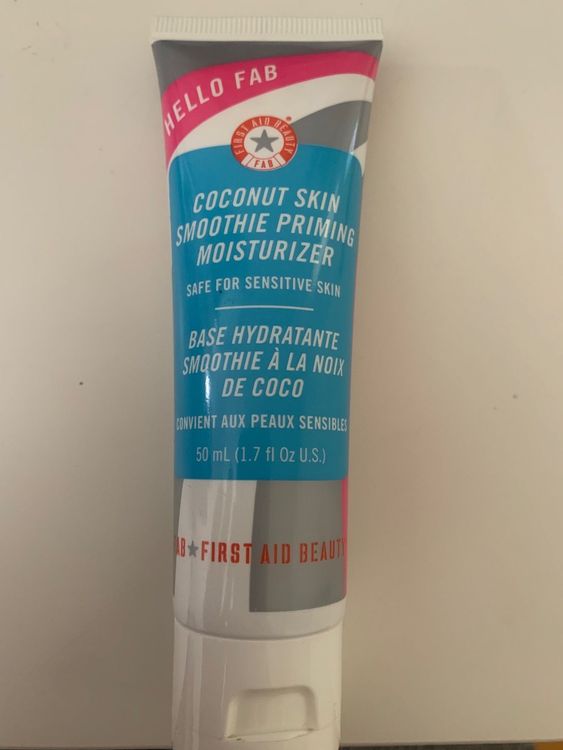 HELLO FAB
FIRST AID BEAUTY®
FAB
COCONUT SKIN
SMOOTHIE PRIMING
MOISTURIZER
SAFE FOR SENSITIVE SKIN
BASE HYDRATANTE
SMOOTHIE À LA NOIX
DE COCO
CONVIENT AUX PEAUX SENSIBLES
50 mL (1.7 fl Oz U.S.)
AB★FIRST AID BEAUTY